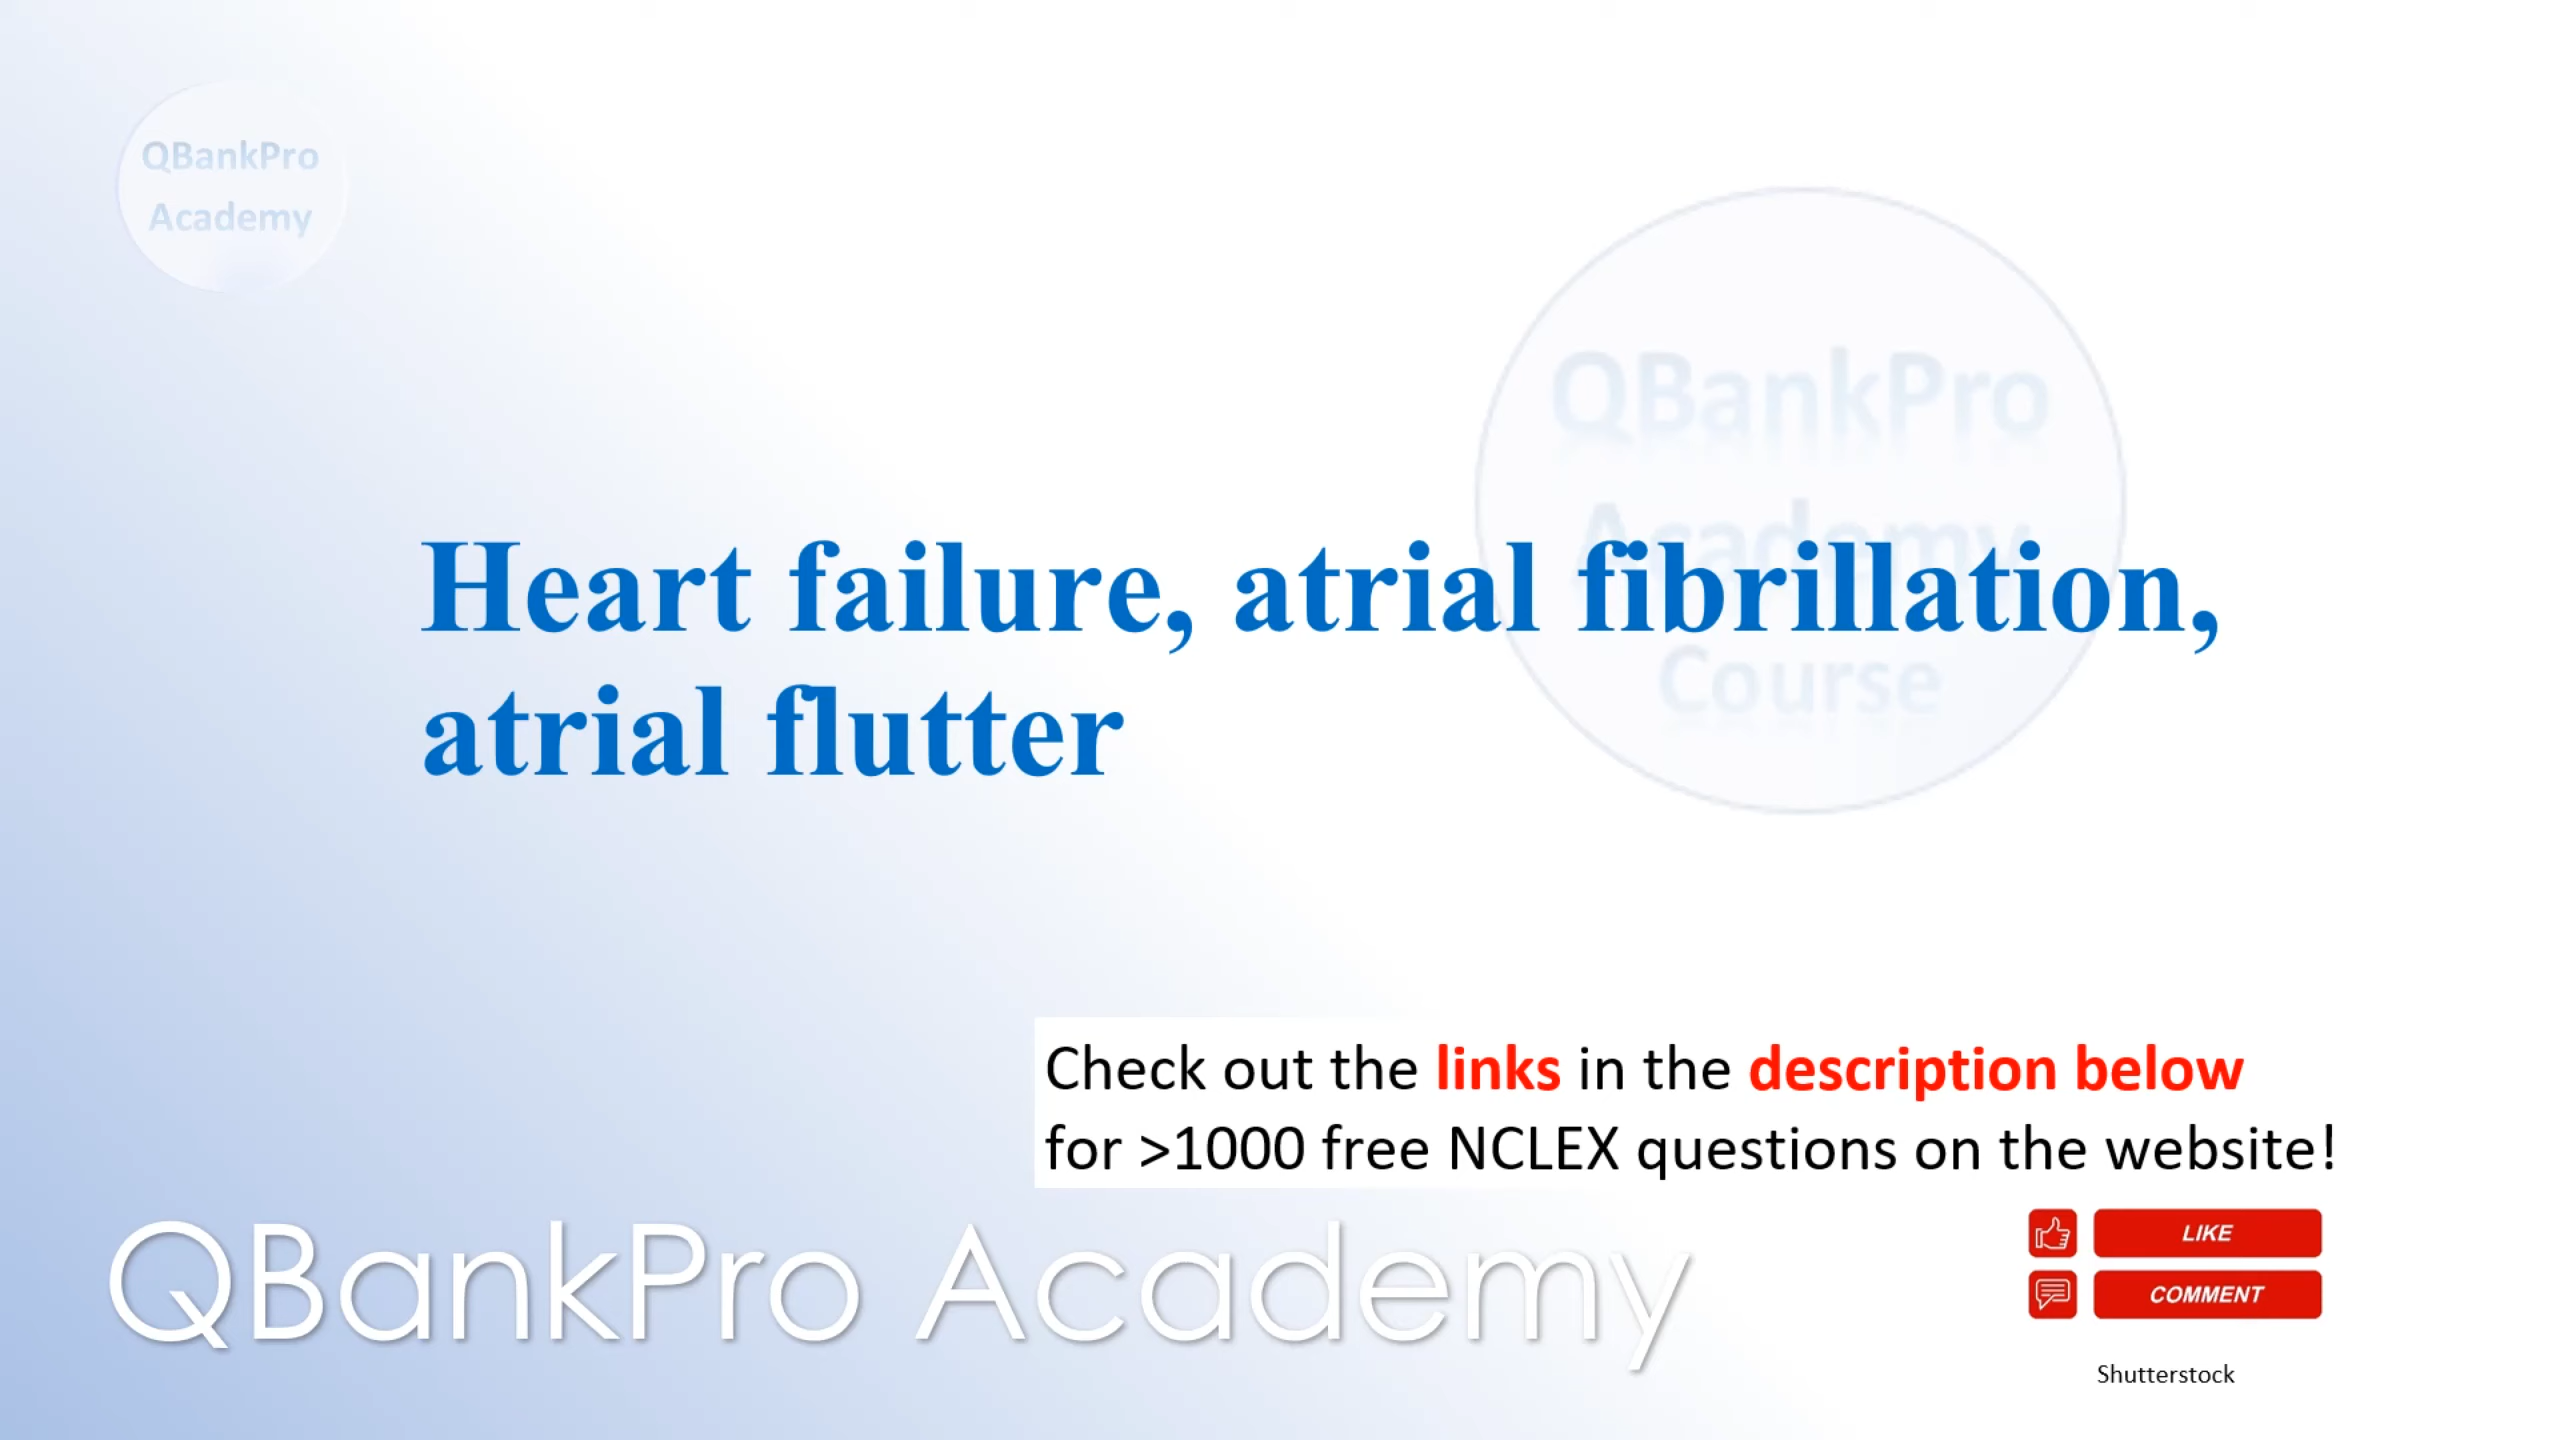 QBankPro
Academy
QBankPro
Academy
Course
Heart failure, atrial fibrillation,
atrial flutter
Check out the links in the description below
for >1000 free NCLEX questions on the website!
QBankPro Academy
LIKE
COMMENT
Shutterstock